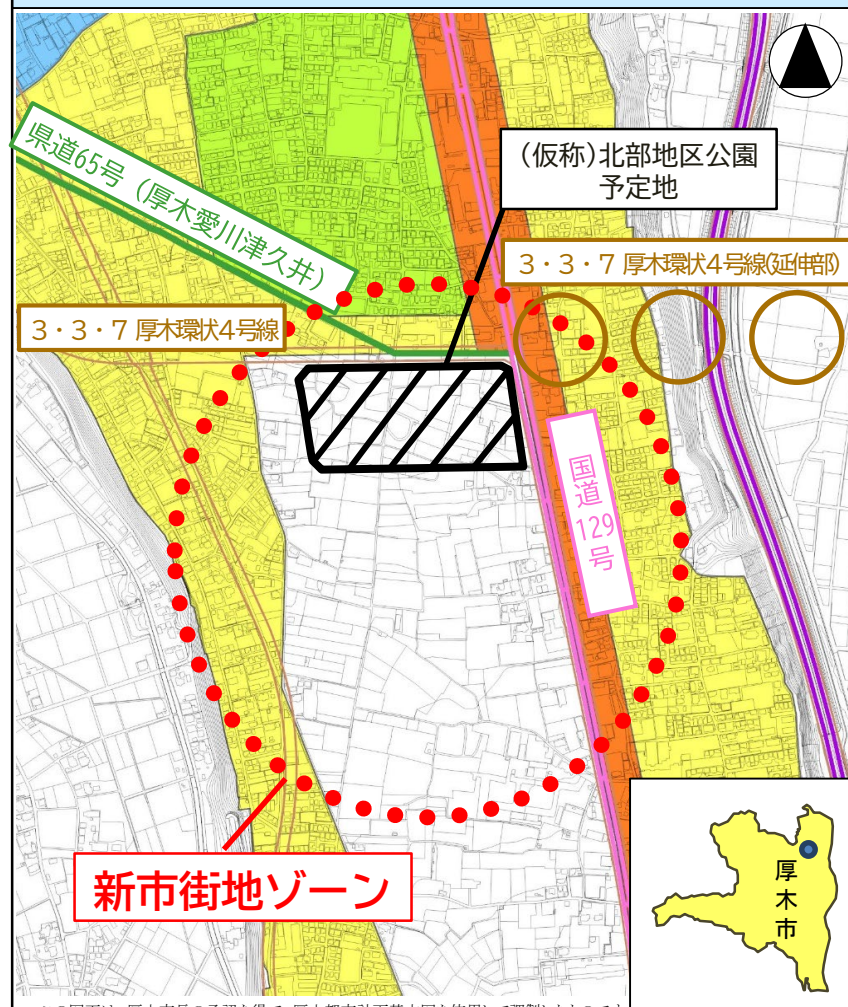 県道65号（厚木愛川津久井）
(仮称)北部地区公園
予定地
３・３・７ 厚木環状４号線(延伸部)
３・３・７ 厚木環状４号線
国道129号
新市街地ゾーン
厚木市